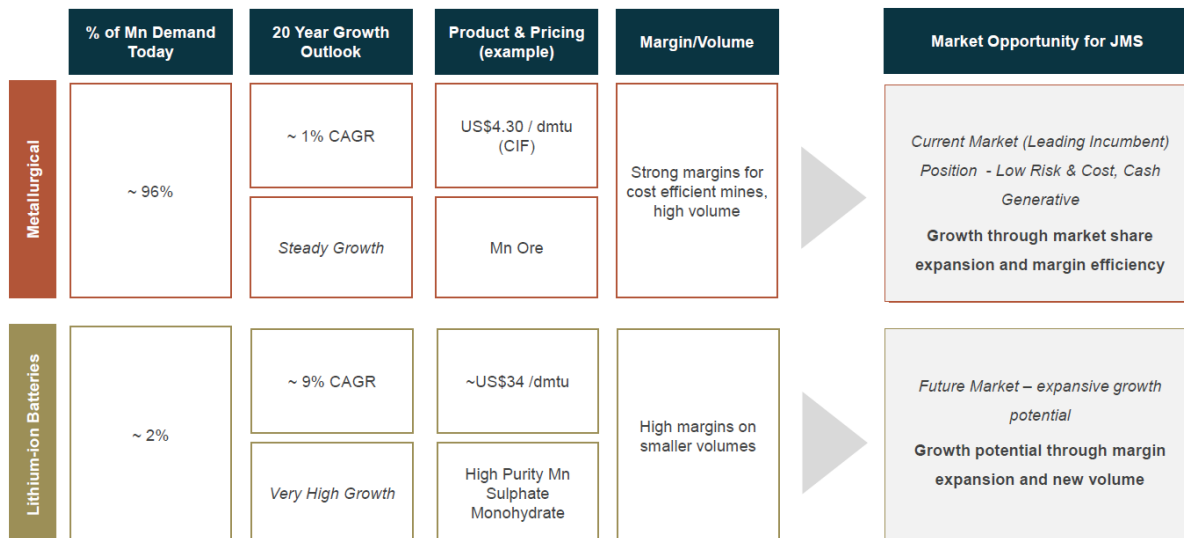 % of Mn Demand
Today
20 Year Growth
Outlook
Product & Pricing
(example)
Margin/Volume
Market Opportunity for JMS
Metallurgical
~ 96%
~ 1% CAGR
Steady Growth
US$4.30 / dmtu
(CIF)
Mn Ore
Strong margins for
cost efficient mines,
high volume
Current Market (Leading Incumbent)
Position - Low Risk & Cost, Cash
Generative
Growth through market share
expansion and margin efficiency
Lithium-ion Batteries
~ 2%
~ 9% CAGR
Very High Growth
~US$34 /dmtu
High Purity Mn
Sulphate
Monohydrate
High margins on
smaller volumes
Future Market – expansive growth
potential
Growth potential through margin
expansion and new volume